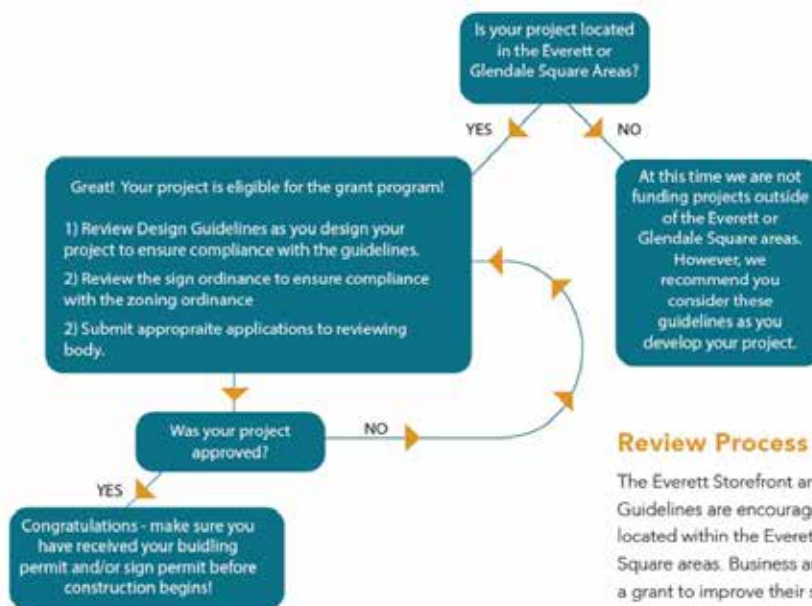 Is your project located
in the Everett or
Glendale Square Areas?
YES
NO
Great! Your project is eligible for the grant program!
1) Review Design Guidelines as you design your
project to ensure compliance with the guidelines.
2) Review the sign ordinance to ensure compliance
with the zoning ordinance
2) Submit appropraite applications to reviewing
body.
At this time we are not
funding projects outside
of the Everett or
Glendale Square areas.
However, we
recommend you
consider these
guidelines as you
develop your project.
Was your project
approved?
NO
YES
Congratulations - make sure you
have received your buidling
permit and/or sign permit before
construction begins!
Review Process
The Everett Storefront
Guidelines are
located within the
Square areas. Business
a grant to improve their